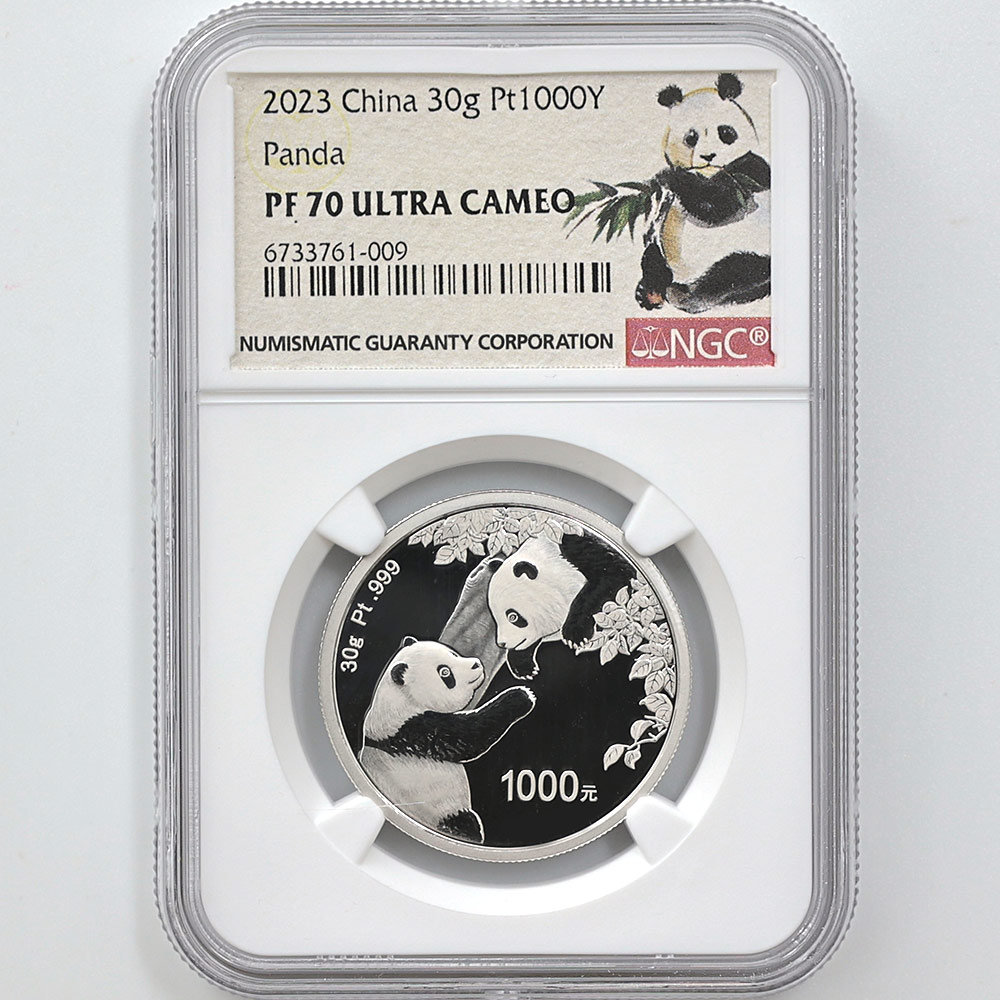 2023 China 30g Pt1000Y
Panda
PF 70 ULTRA CAMEO
6733761-009
NUMISMATIC GUARANTY CORPORATION
NGC®
30g Pt .999
1000元